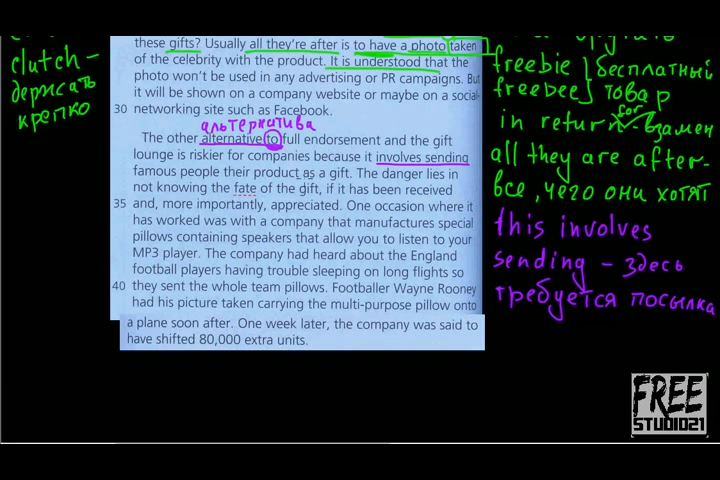 clutch –
держать
крепко
these gifts? Usually all they're after is to have a photo taken
of the celebrity with the product. It is understood that the
photo won't be used in any advertising or PR campaigns. But
it will be shown on a company website or maybe on a social-
30 networking site such as Facebook.
альтернатива
The other alternative to full endorsement and the gift
lounge is riskier for companies because it involves sending
famous people their product as a gift. The danger lies in
not knowing the fate of the gift, if it has been received
35 and, more importantly, appreciated. One occasion where it
has worked was with a company that manufactures special
pillows containing speakers that allow you to listen to your
MP3 player. The company had heard about the England
football players having trouble sleeping on long flights so
40 they sent the whole team pillows. Footballer Wayne Rooney
had his picture taken carrying the multi-purpose pillow onto
a plane soon after. One week later, the company was said to
have shifted 80,000 extra units.
freebie } бесплатный
freebee } товар
for
in return – взамен
all they are after –
все, чего они хотят
this involves
sending – здесь
требуется посылка
FREE
STUDIO21